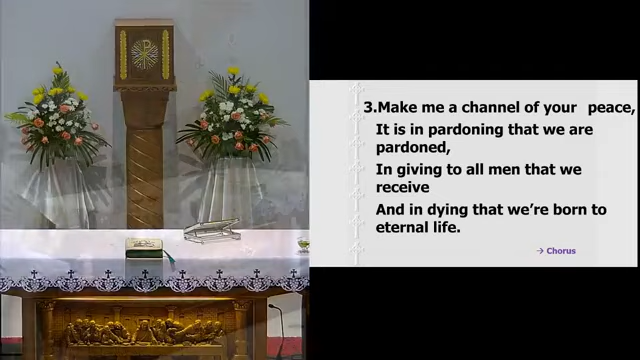 3.Make me a channel of your peace,
It is in pardoning that we are
pardoned,
In giving to all men that we
receive
And in dying that we’re born to
eternal life.
→ Chorus